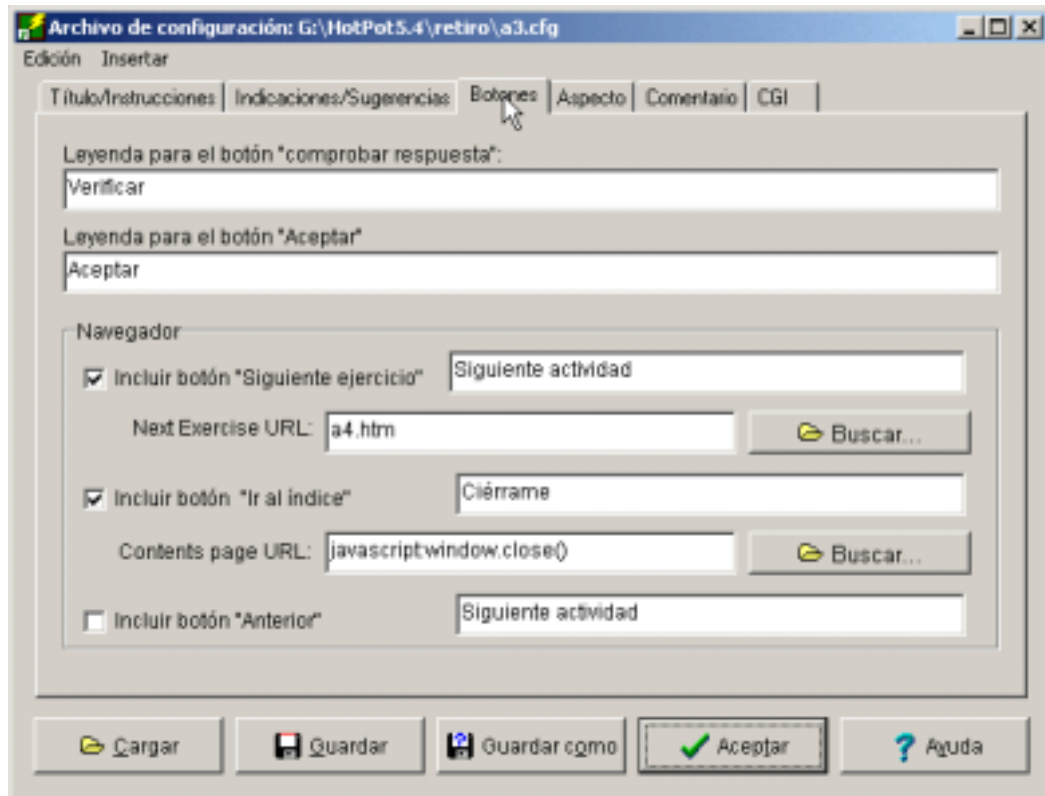 Archivo de configuración: G:\HotPot5.4\retiro\a3.cfg
Edición Insertar
Título/Instrucciones Indicaciones/Sugerencias Botones Aspecto Comentario CGI
Leyenda para el botón "comprobar respuesta":
Verificar
Leyenda para el botón "Aceptar"
Aceptar
Navegador
Incluir botón "Siguiente ejercicio" Siguiente actividad
Next Exercise URL: a4.htm Buscar...
Incluir botón "Ir al índice" Ciérrame
Contents page URL: javascript:window.close() Buscar...
Incluir botón "Anterior" Siguiente actividad
Cargar Guardar Guardar como Aceptar Ayuda